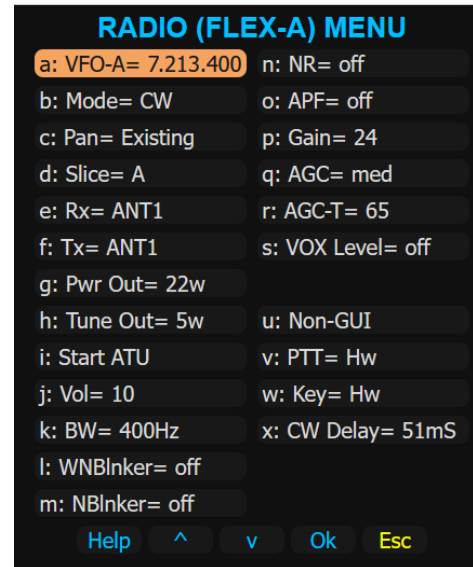 RADIO (FLEX-A) MENU
a: VFO-A= 7.213.400
b: Mode= CW
c: Pan= Existing
d: Slice= A
e: Rx= ANT1
f: Tx= ANT1
g: Pwr Out= 22w
h: Tune Out= 5w
i: Start ATU
j: Vol= 10
k: BW= 400Hz
l: WNBlnker= off
m: NBlnker= off
n: NR= off
o: APF= off
p: Gain= 24
q: AGC= med
r: AGC-T= 65
s: VOX Level= off
u: Non-GUI
v: PTT= Hw
w: Key= Hw
x: CW Delay= 51mS
Help ^ v Ok Esc